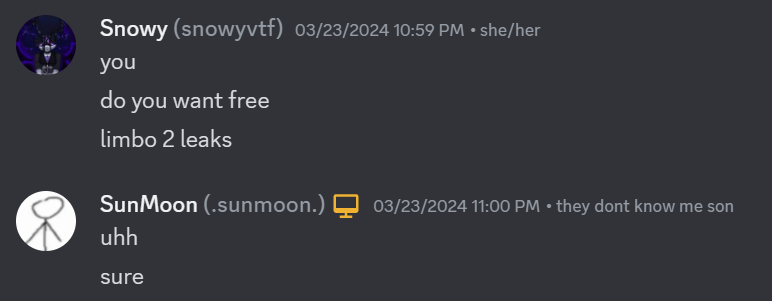 Snowy (snowyvtf) 03/23/2024 10:59 PM • she/her
you
do you want free
limbo 2 leaks
SunMoon (.sunmoon.) 03/23/2024 11:00 PM • they dont know me son
uhh
sure